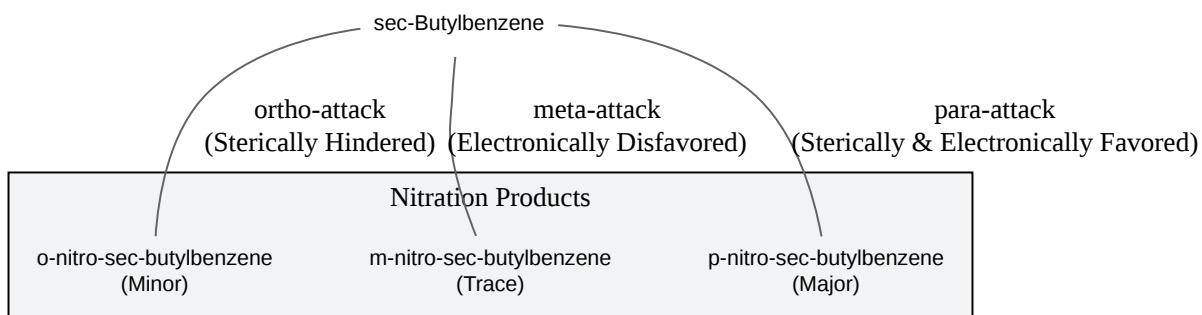 sec-Butylbenzene
ortho-attack
(Sterically Hindered)
meta-attack
(Electronically Disfavored)
para-attack
(Sterically & Electronically Favored)
Nitration Products
o-nitro-sec-butylbenzene
(Minor)
m-nitro-sec-butylbenzene
(Trace)
p-nitro-sec-butylbenzene
(Major)